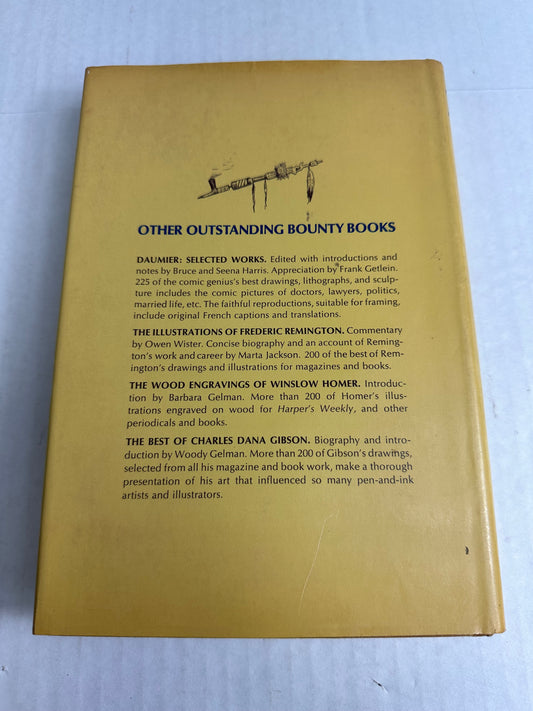 OTHER OUTSTANDING BOUNTY BOOKS
DAUMIER: SELECTED WORKS. Edited with introductions and
notes by Bruce and Seena Harris. Appreciation by Frank Getlein.
225 of the comic genius's best drawings, lithographs, and sculp-
ture includes the comic pictures of doctors, lawyers, politics,
married life, etc. The faithful reproductions, suitable for framing,
include original French captions and translations.
THE ILLUSTRATIONS OF FREDERIC REMINGTON. Commentary
by Owen Wister. Concise biography and an account of Reming-
ton's work and career by Marta Jackson. 200 of the best of Rem-
ington's drawings and illustrations for magazines and books.
THE WOOD ENGRAVINGS OF WINSLOW HOMER. Introduc-
tion by Barbara Gelman. More than 200 of Homer's illus-
trations engraved on wood for Harper's Weekly, and other
periodicals and books.
THE BEST OF CHARLES DANA GIBSON. Biography and intro-
duction by Woody Gelman. More than 200 of Gibson's drawings,
selected from all his magazine and book work, make a thorough
presentation of his art that influenced so many pen-and-ink
artists and illustrators.